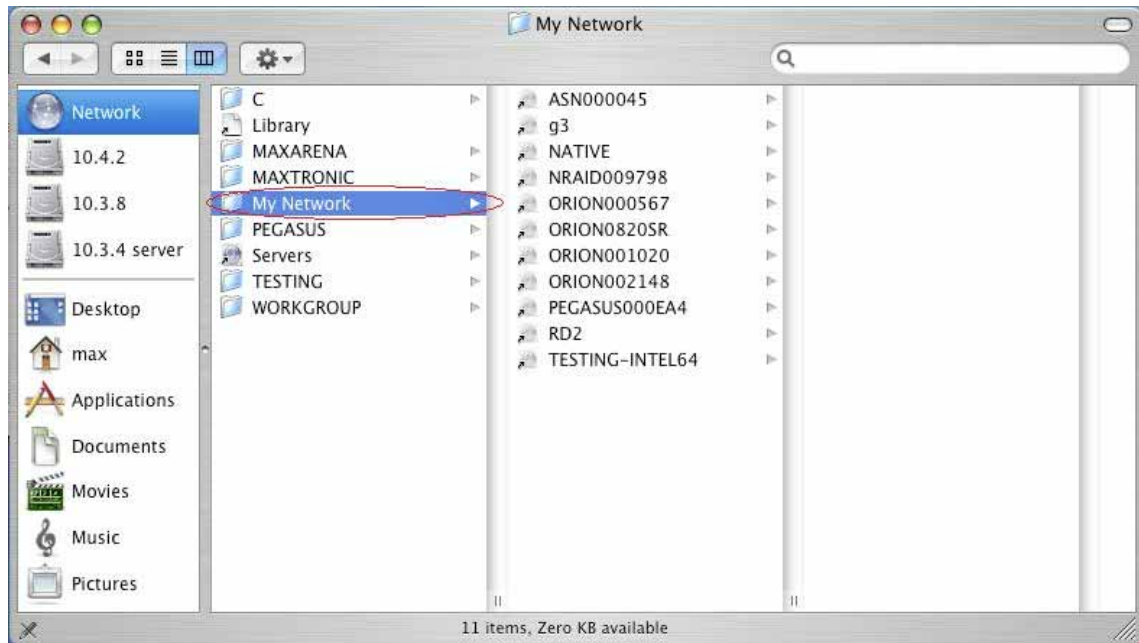 My Network
Network
10.4.2
10.3.8
10.3.4 server
Desktop
max
Applications
Documents
Movies
Music
Pictures
C
Library
MAXARENA
MAXTRONIC
My Network
PEGASUS
Servers
TESTING
WORKGROUP
ASN000045
g3
NATIVE
NRAID009798
ORION000567
ORION0820SR
ORION001020
ORION002148
PEGASUS000EA4
RD2
TESTING-INTEL64
11 items, Zero KB available